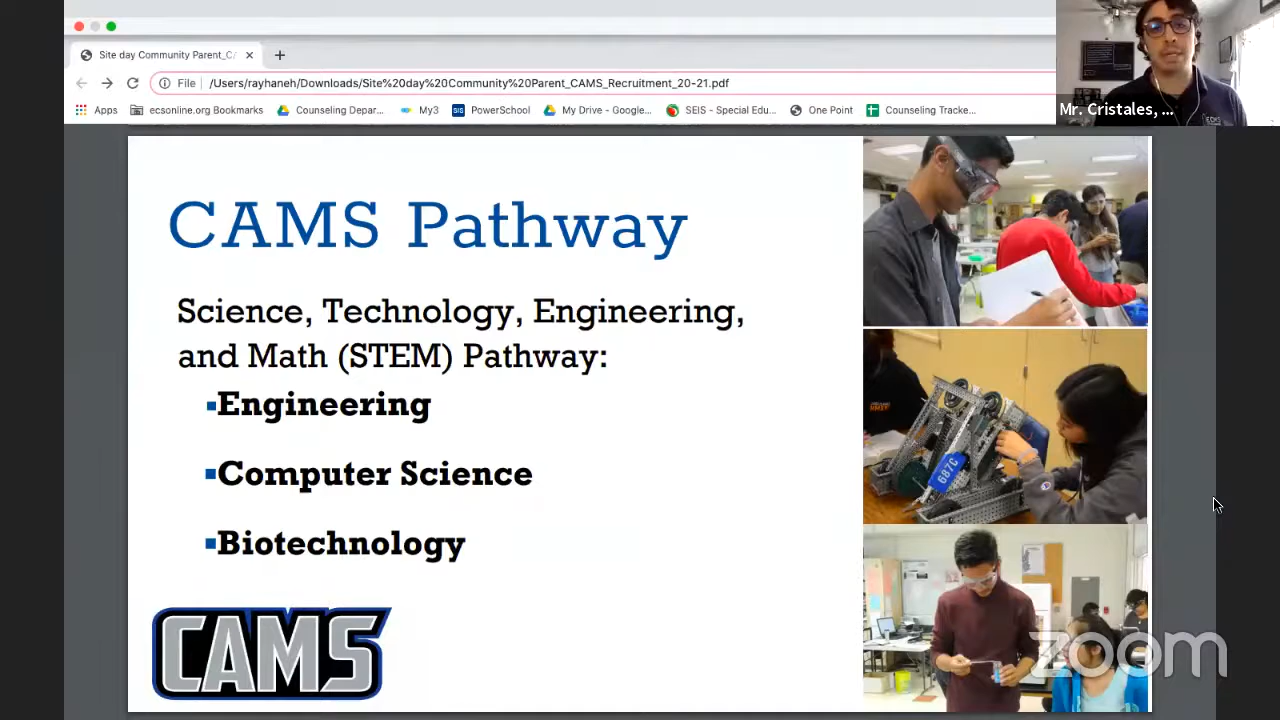 Site day Community Parent_C/
File
/Users/rayhaneh/Downloads/Site%20day%20Community%20Parent_CAMS_Recruitment_20-21.pdf
Apps
ecsonline.org Bookmarks
Counseling Depar...
My3
SIS
PowerSchool
My Drive - Google...
SEIS - Special Edu...
One Point
Counseling Tracke...
Mr. Cristales, ...
CAMS Pathway
Science, Technology, Engineering,
and Math (STEM) Pathway:
Engineering
Computer Science
Biotechnology
687C
CAMS
zoom